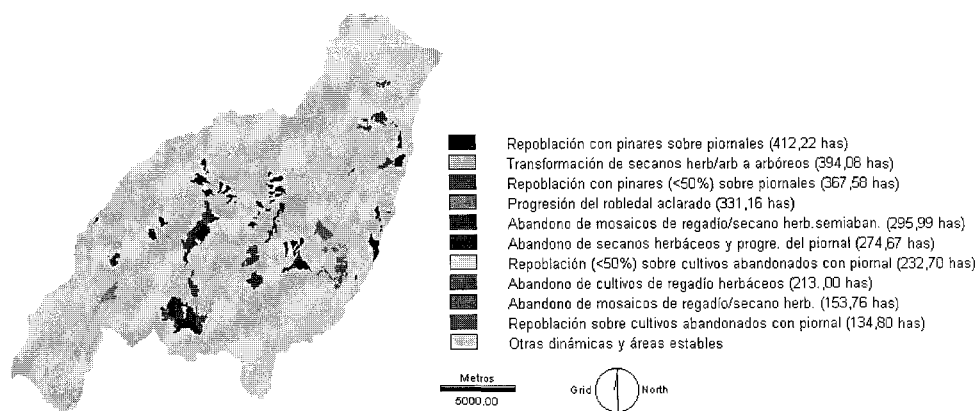 Repoblación con pinares sobre piornales (412,22 has)
Transformación de secanos herb/arb a arbóreos (394,08 has)
Repoblación con pinares (<50%) sobre piornales (367,58 has)
Progresión del robledal aclarado (331,16 has)
Abandono de mosaicos de regadío/secano herb.semiaban. (295,99 has)
Abandono de secanos herbáceos y progre. del piornal (274,67 has)
Repoblación (<50%) sobre cultivos abandonados con piornal (232,70 has)
Abandono de cultivos de regadío herbáceos (213,,00 has)
Abandono de mosaicos de regadío/secano herb. (153,76 has)
Repoblación sobre cultivos abandonados con piornal (134,80 has)
Otras dinámicas y áreas estables
Metros
5000.00
Grid North